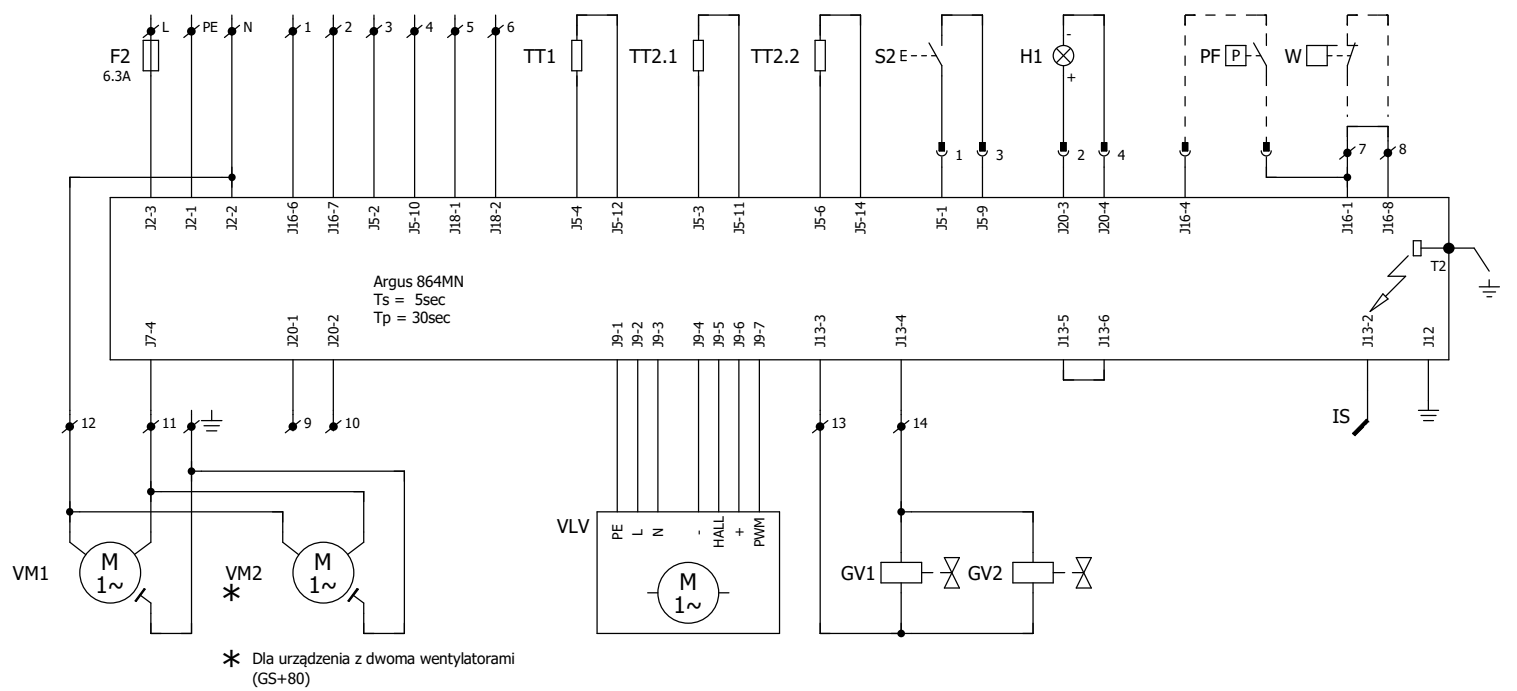 L PE N 1 2 3 4 5 6
F2
6.3A
TT1 TT2.1 TT2.2 S2 E H1 - + PF P W
1 3 2 4 7 8
J2-3 J2-1 J2-2 J16-6 J16-7 J5-2 J5-10 J18-1 J18-2 J5-4 J5-12 J5-3 J5-11 J5-6 J5-14 J5-1 J5-9 J20-3 J20-4 J16-4 J16-1 J16-8
T2
Argus 864MN
Ts = 5sec
Tp = 30sec
J7-4 J20-1 J20-2 J9-1 J9-2 J9-3 J9-4 J9-5 J9-6 J9-7 J13-3 J13-4 J13-5 J13-6 J13-2 J12
12 11 9 10 13 14 IS
VLV PE L N - HALL + PWM
VM1 M 1~ VM2 M 1~ M 1~ GV1 GV2
* 
* Dla urządzenia z dwoma wentylatorami
(GS+80)